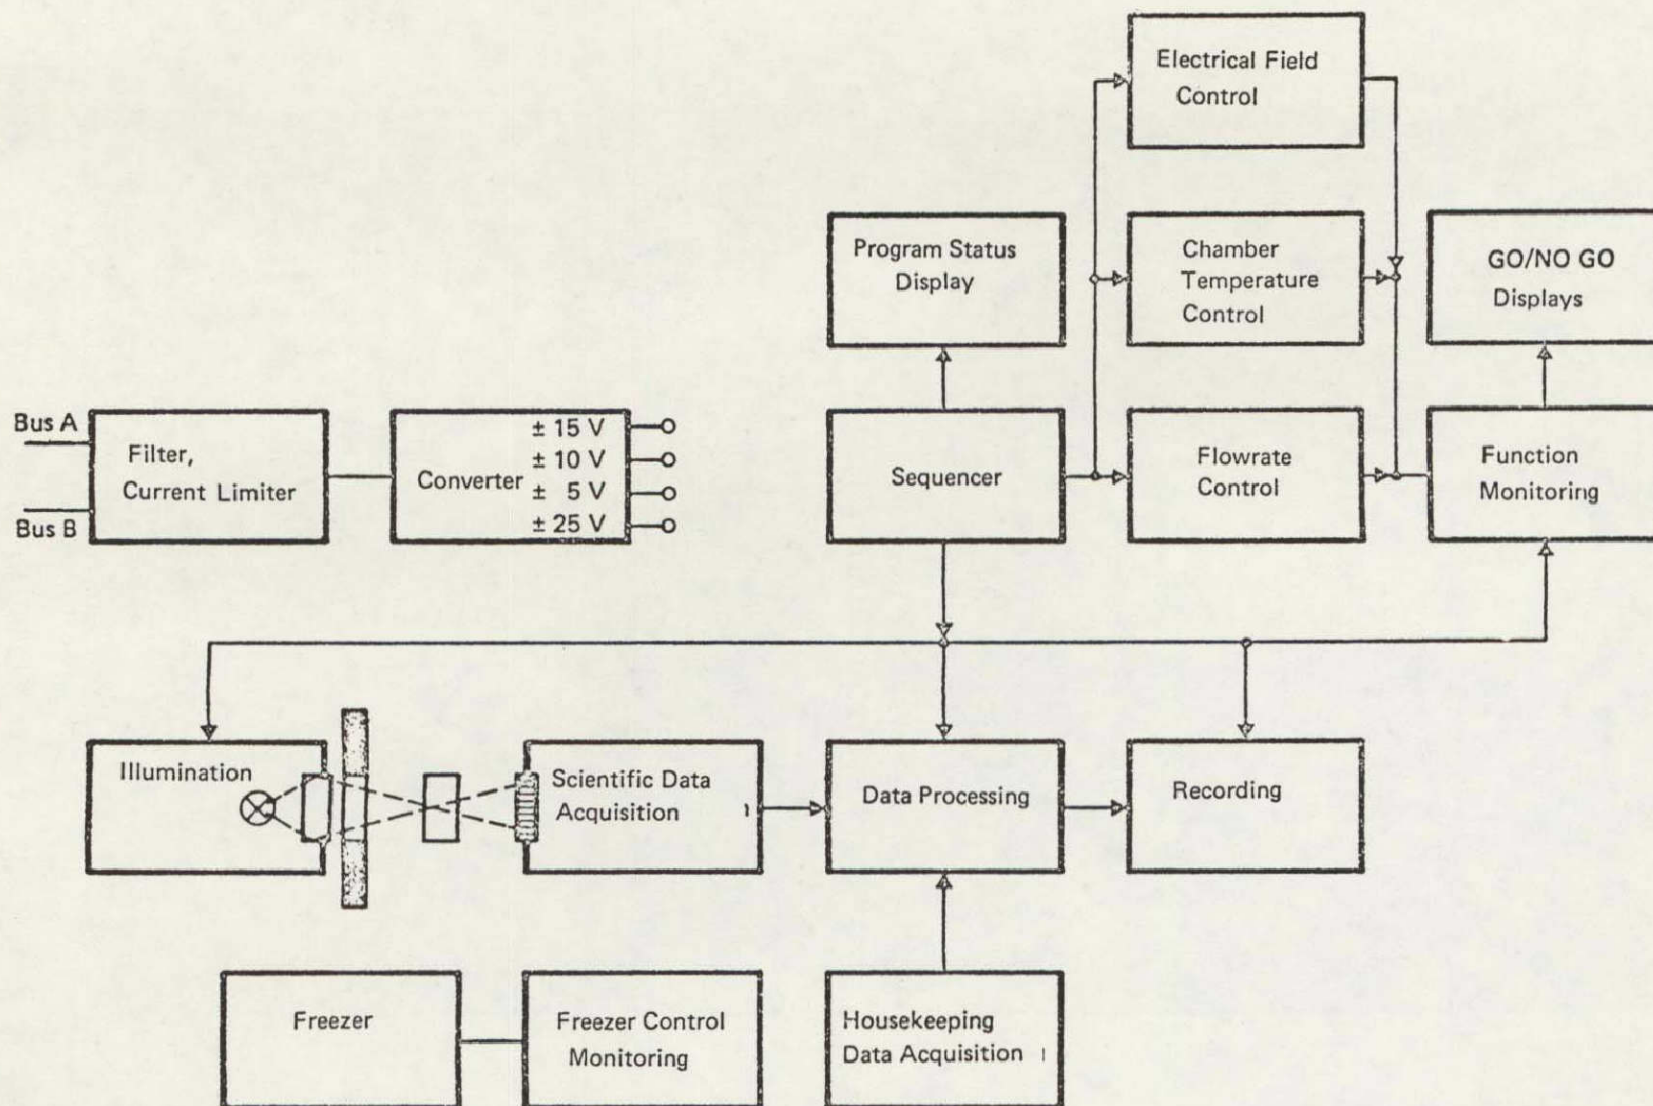 Electrical Field
Control
Program Status
Display
Chamber
Temperature
Control
GO/NO GO
Displays
Bus A
Bus B
Filter,
Current Limiter
Converter
± 15 V
± 10 V
± 5 V
± 25 V
Sequencer
Flowrate
Control
Function
Monitoring
Illumination
Scientific Data
Acquisition
Data Processing
Recording
Freezer
Freezer Control
Monitoring
Housekeeping
Data Acquisition